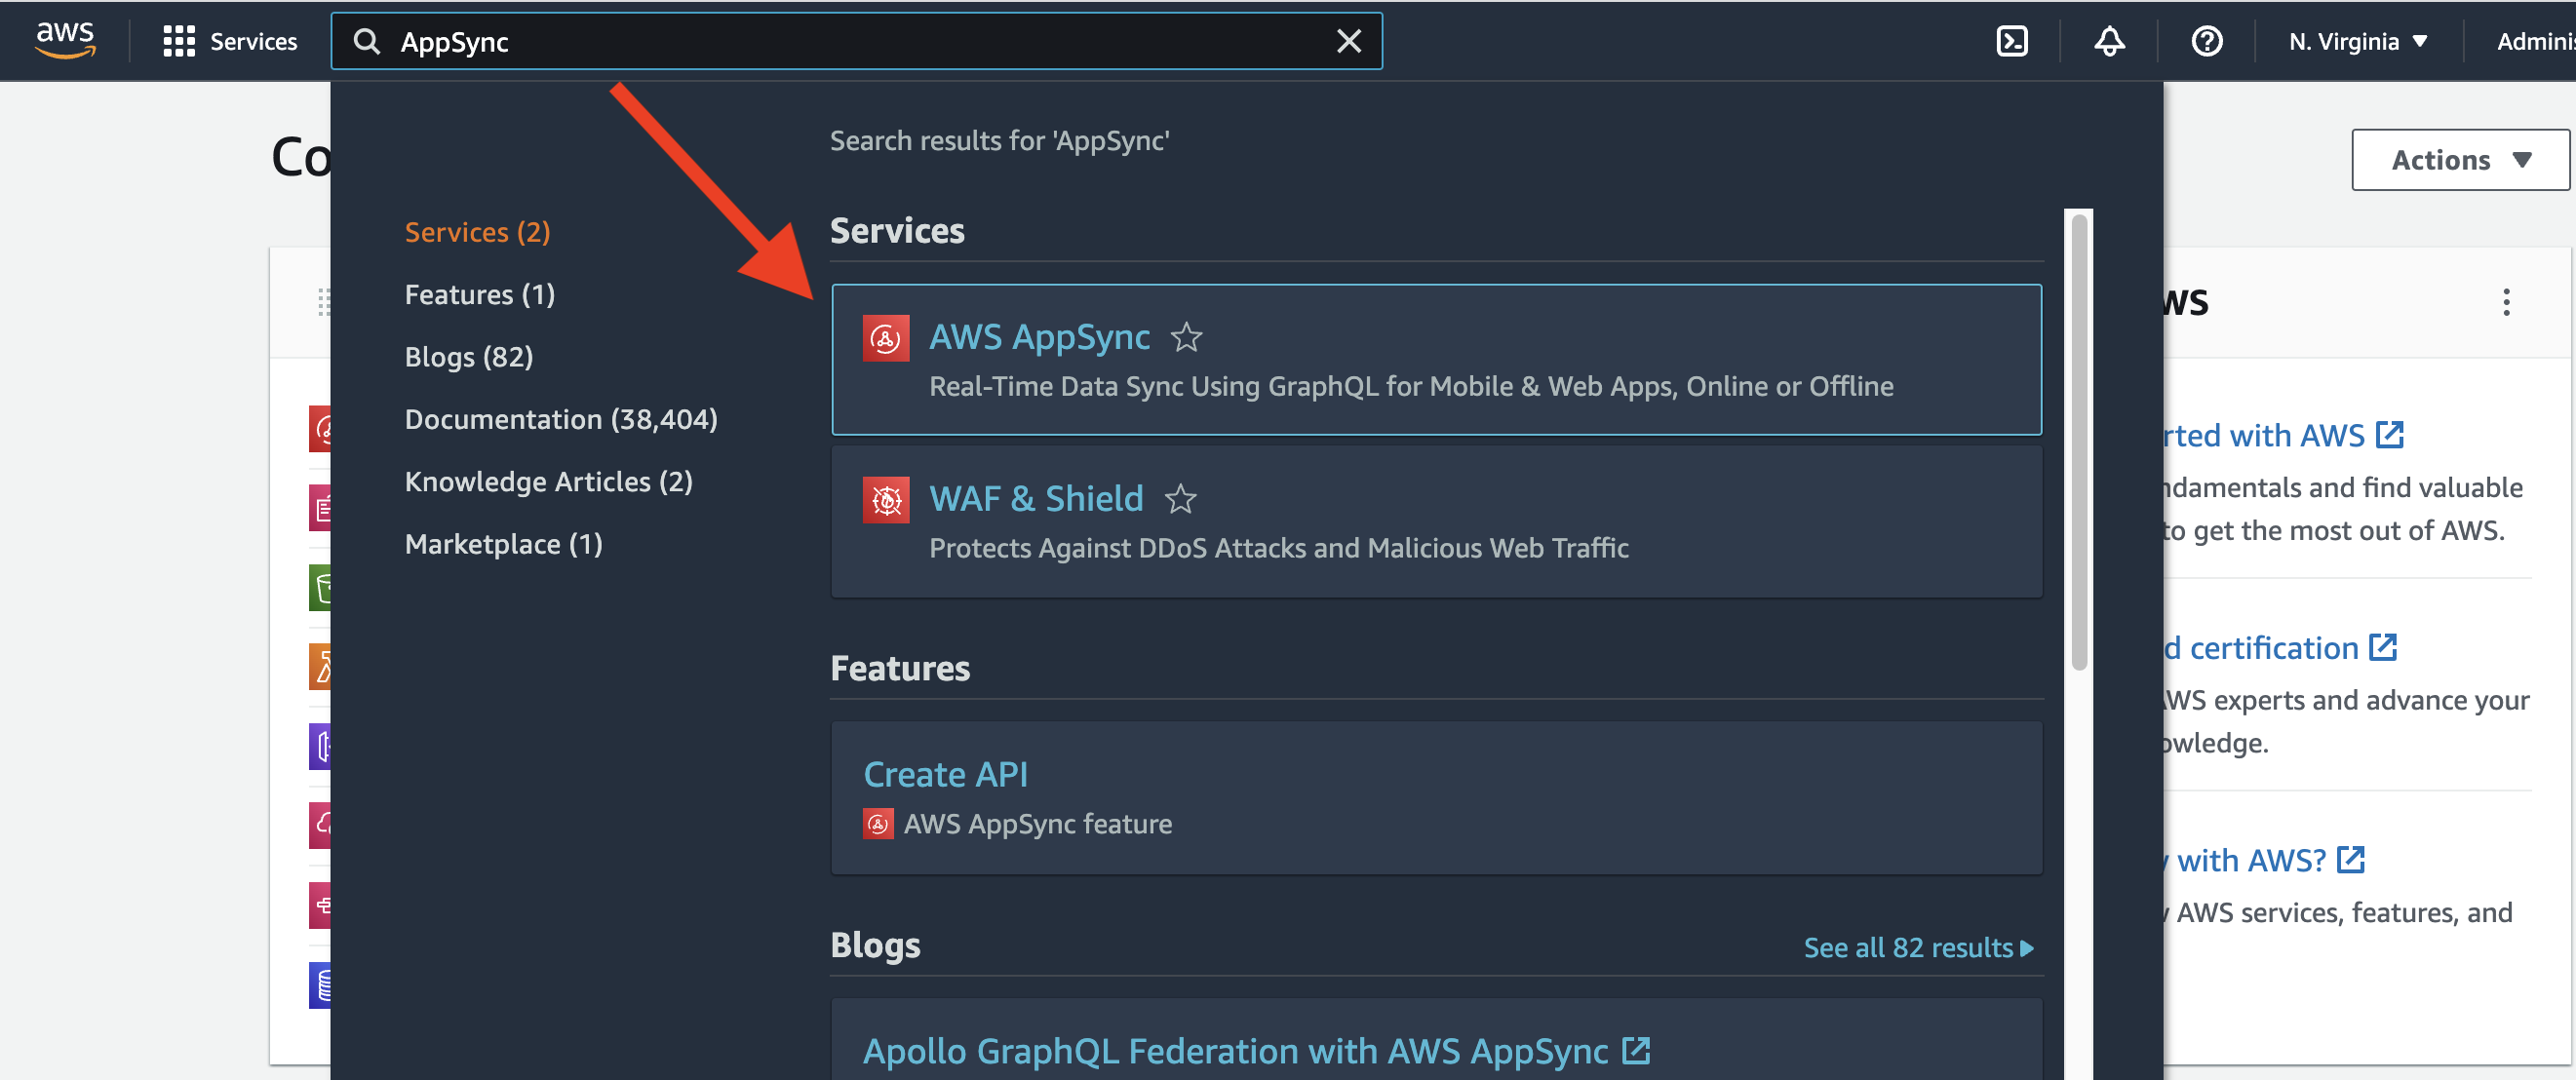 aws
Services
AppSync
N. Virginia
Adminis
Co
Actions
Search results for 'AppSync'
Services (2)
Features (1)
Blogs (82)
Documentation (38,404)
Knowledge Articles (2)
Marketplace (1)
Services
AWS AppSync
Real-Time Data Sync Using GraphQL for Mobile & Web Apps, Online or Offline
WAF & Shield
Protects Against DDoS Attacks and Malicious Web Traffic
Features
Create API
AWS AppSync feature
Blogs
See all 82 results
Apollo GraphQL Federation with AWS AppSync
WS
rted with AWS
ndamentals and find valuable
to get the most out of AWS.
d certification
AWS experts and advance your
owledge.
y with AWS?
AWS services, features, and